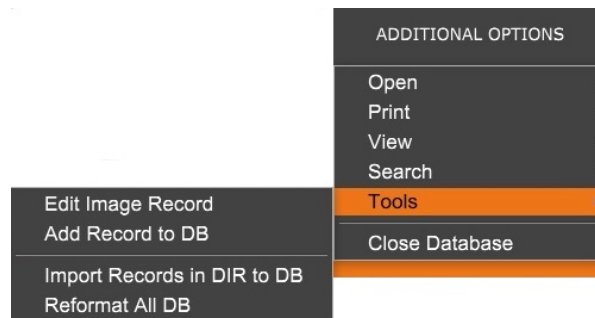 ADDITIONAL OPTIONS
Open
Print
View
Search
Tools
Close Database
Edit Image Record
Add Record to DB
Import Records in DIR to DB
Reformat All DB